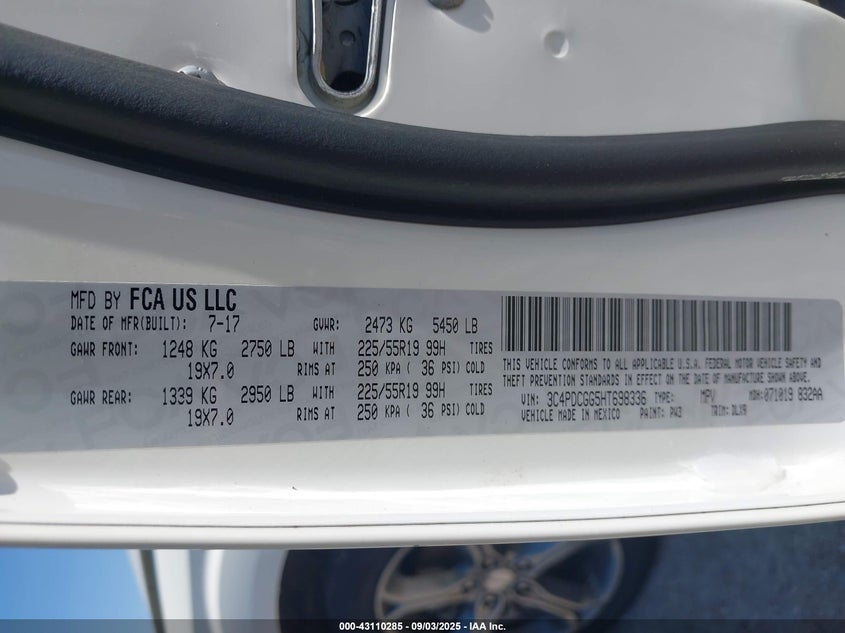 MFD BY FCA US LLC
DATE OF MFR(BUILT): 7-17 GVWR: 2473 KG 5450 LB
GAWR FRONT: 1248 KG 2750 LB WITH 225/55R19 99H TIRES
19X7.0 RIMS AT 250 KPA ( 36 PSI) COLD
GAWR REAR: 1339 KG 2950 LB WITH 225/55R19 99H TIRES
19X7.0 RIMS AT 250 KPA ( 36 PSI) COLD
THIS VEHICLE CONFORMS TO ALL APPLICABLE U.S.A. FEDERAL MOTOR VEHICLE SAFETY AND
THEFT PREVENTION STANDARDS IN EFFECT ON THE DATE OF MANUFACTURE SHOWN ABOVE.
VIN: 3C4PDCGG5HT698336 TYPE: MPV MDH: 071019 832AA
VEHICLE MADE IN MEXICO PAINT: PW3 TRIM: DLX9
000-43110285 - 09/03/2025 - IAA Inc.